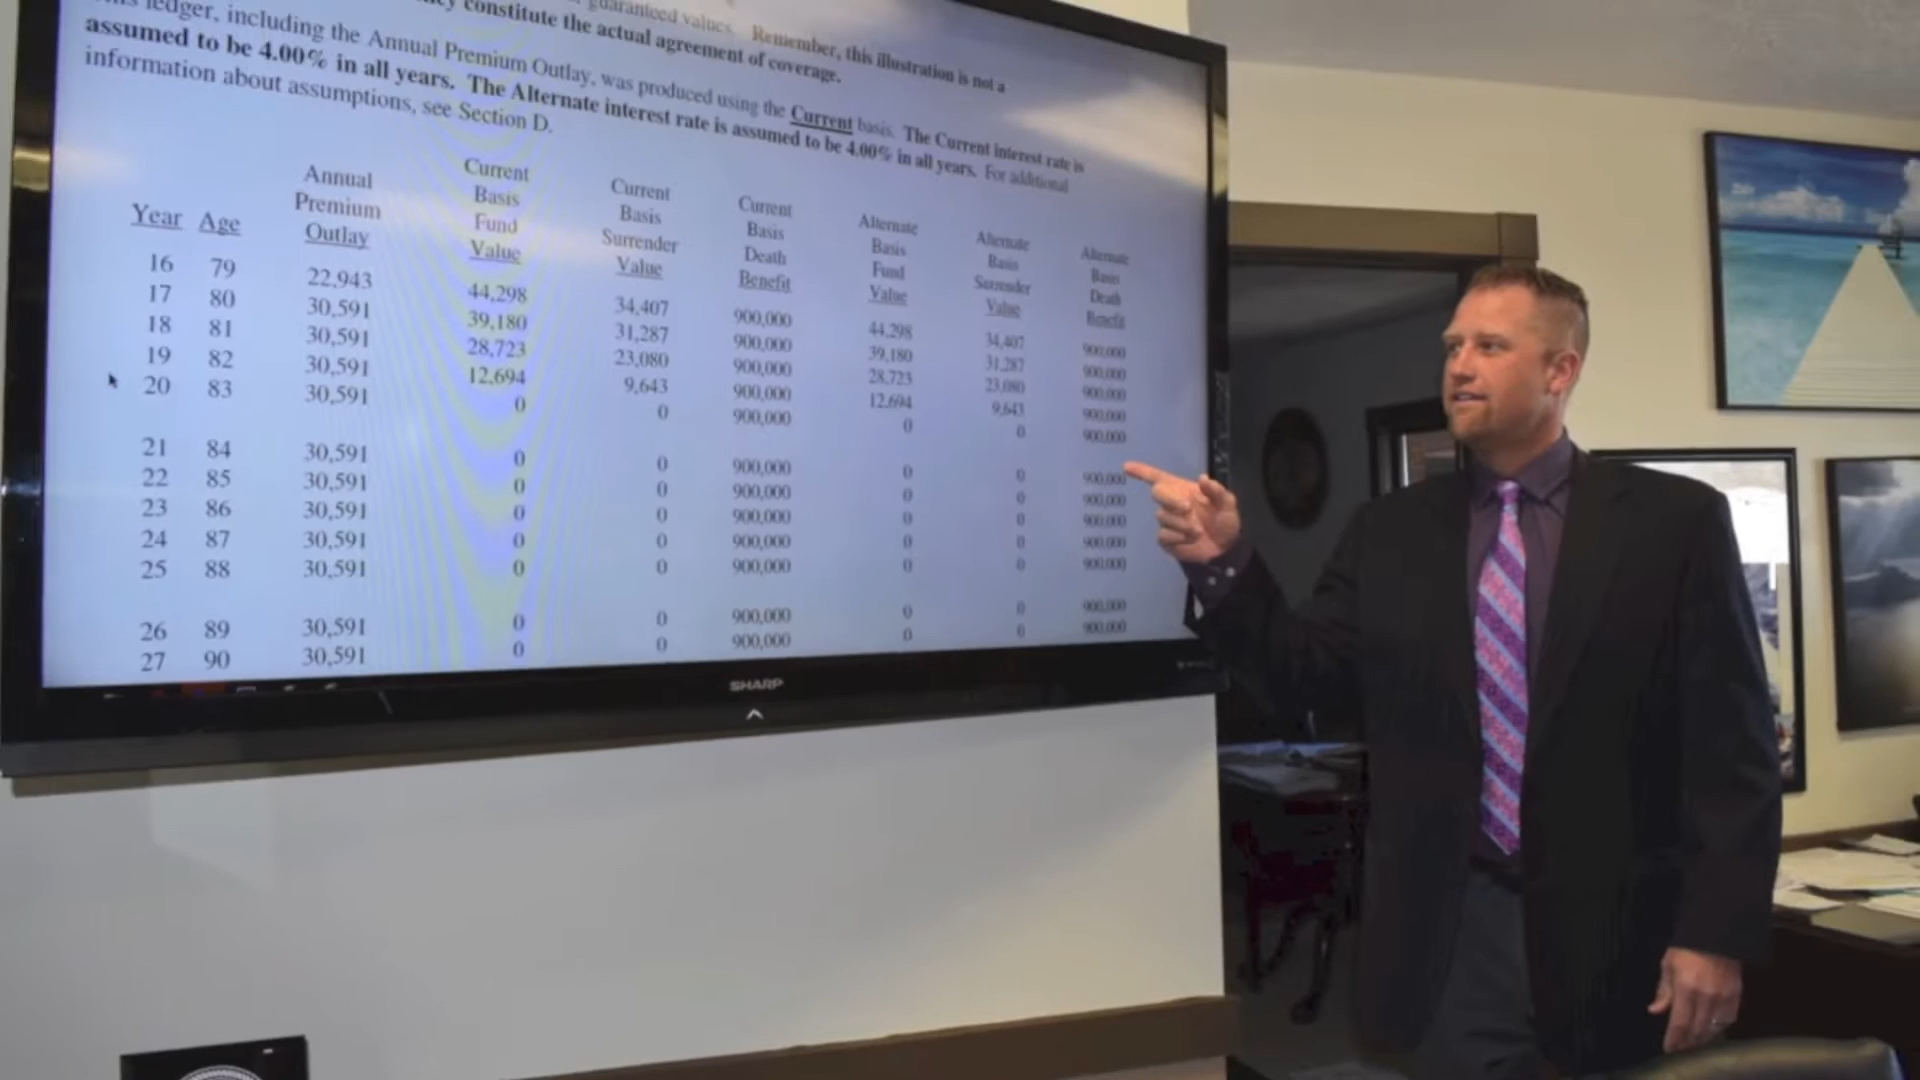 guaranteed values. Remember, this illustration is not a
constitute the actual agreement of coverage.
ledger, including the Annual Premium Outlay, was produced using the Current basis. The Current interest rate is
assumed to be 4.00% in all years. The Alternate interest rate is assumed to be 4.00% in all years. For additional
information about assumptions, see Section D.
Year Age Annual Premium Outlay Current Basis Fund Value Current Basis Surrender Value Current Basis Death Benefit Alternate Basis Fund Value Alternate Basis Surrender Value Alternate Basis Death Benefit
16 79 22,943 44,298 34,407 900,000 44,298 34,407 900,000
17 80 30,591 39,180 31,287 900,000 39,180 31,287 900,000
18 81 30,591 28,723 23,080 900,000 28,723 23,080 900,000
19 82 30,591 12,694 9,643 900,000 12,694 9,643 900,000
20 83 30,591 0 0 900,000 0 0 900,000
21 84 30,591 0 0 900,000 0 0 900,000
22 85 30,591 0 0 900,000 0 0 900,000
23 86 30,591 0 0 900,000 0 0 900,000
24 87 30,591 0 0 900,000 0 0 900,000
25 88 30,591 0 0 900,000 0 0 900,000
26 89 30,591 0 0 900,000 0 0 900,000
27 90 30,591 0 0 900,000 0 0 900,000
SHARP